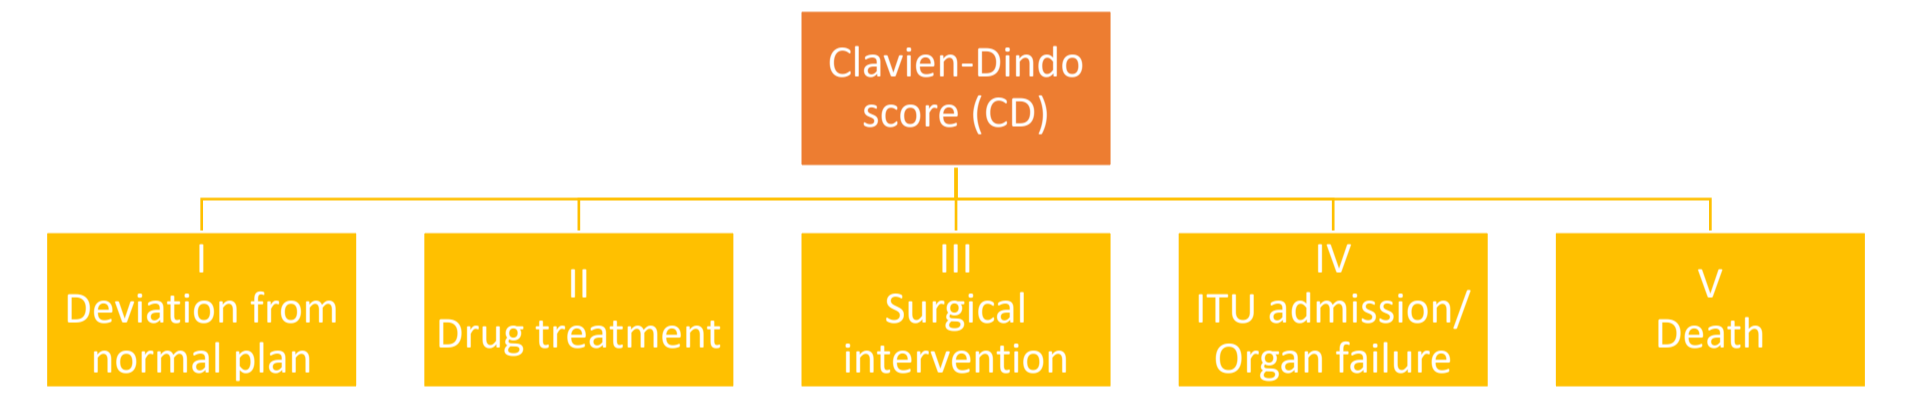 Clavien-Dindo
score (CD)
I
Deviation from
normal plan
II
Drug treatment
III
Surgical
intervention
IV
ITU admission/
Organ failure
V
Death